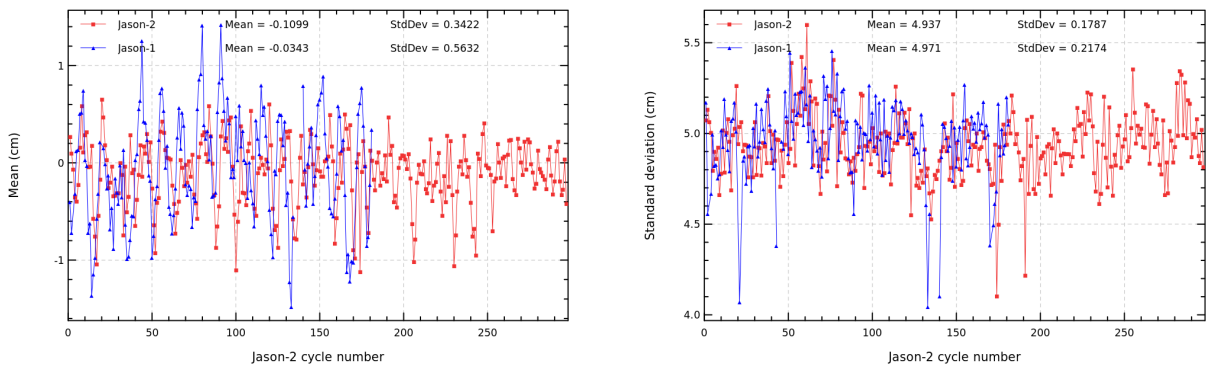 Jason-2 Mean = -0.1099 StdDev = 0.3422
Jason-1 Mean = -0.0343 StdDev = 0.5632
Mean (cm)
1
0
-1
0 50 100 150 200 250
Jason-2 cycle number
Jason-2 Mean = 4.937 StdDev = 0.1787
Jason-1 Mean = 4.971 StdDev = 0.2174
Standard deviation (cm)
5.5
5.0
4.5
4.0
0 50 100 150 200 250
Jason-2 cycle number